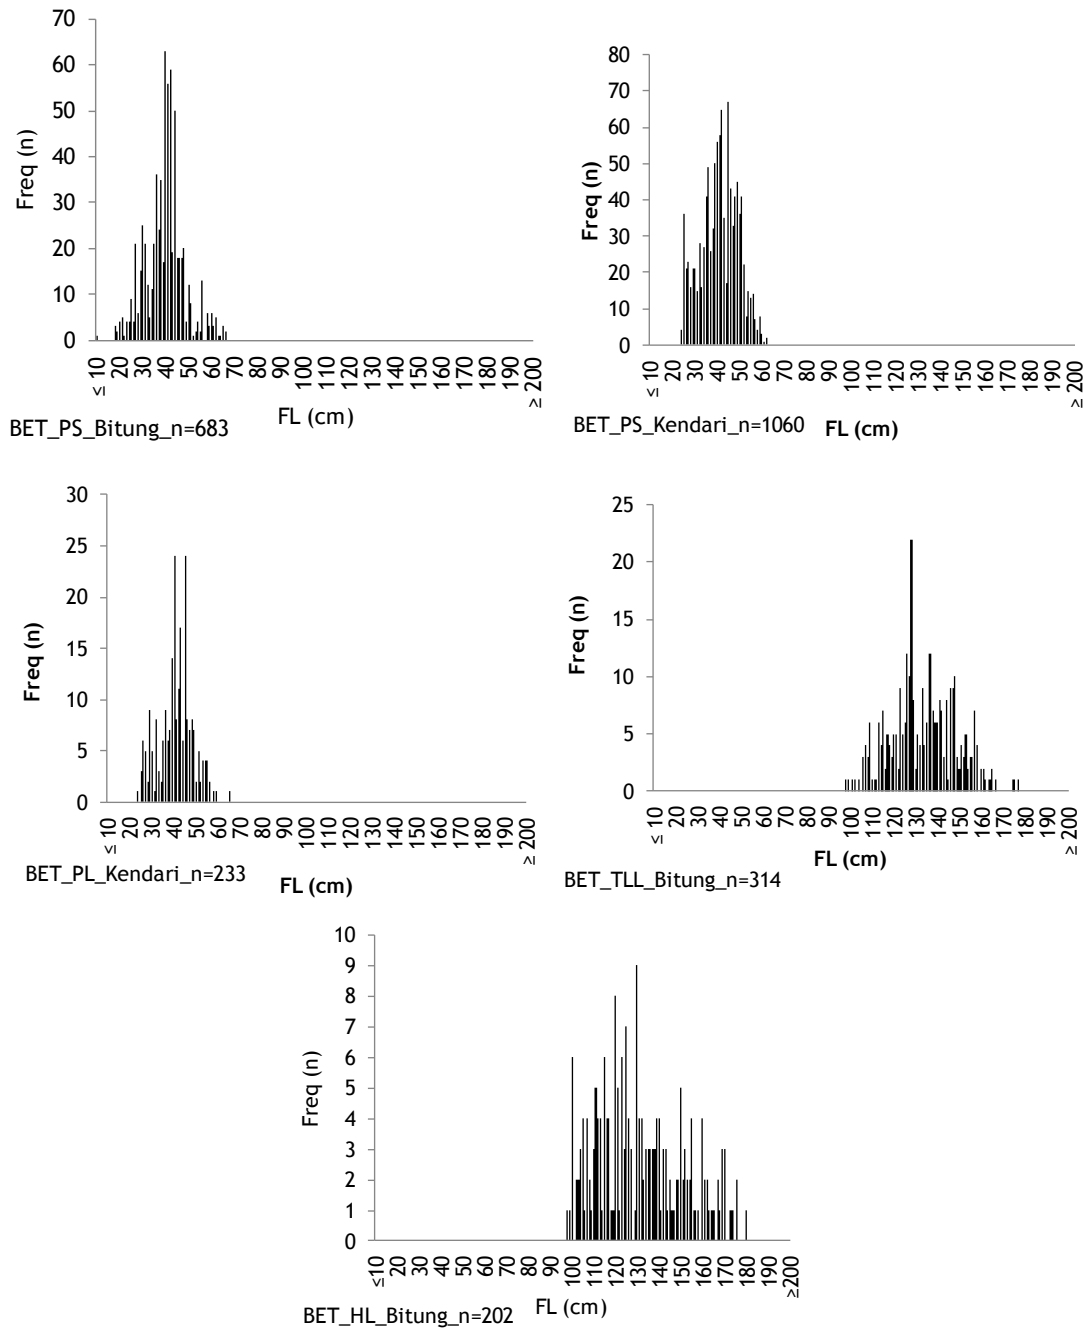 70
60
50
40
30
20
10
0
Freq (n)
≤ 10 20 30 40 50 60 70 80 90 100 110 120 130 140 150 160 170 180 190 ≥ 200
BET_PS_Bitung_n=683 FL (cm)
80
70
60
50
40
30
20
10
0
Freq (n)
≤ 10 20 30 40 50 60 70 80 90 100 110 120 130 140 150 160 170 180 190 ≥ 200
BET_PS_Kendari_n=1060 FL (cm)
30
25
20
15
10
5
0
Freq (n)
≤ 10 20 30 40 50 60 70 80 90 100 110 120 130 140 150 160 170 180 190 ≥ 200
BET_PL_Kendari_n=233 FL (cm)
25
20
15
10
5
0
Freq (n)
≤ 10 20 30 40 50 60 70 80 90 100 110 120 130 140 150 160 170 180 190 ≥ 200
FL (cm)
BET_TLL_Bitung_n=314
10
9
8
7
6
5
4
3
2
1
0
Freq (n)
≤10 20 30 40 50 60 70 80 90 100 110 120 130 140 150 160 170 180 190 ≥200
BET_HL_Bitung_n=202 FL (cm)